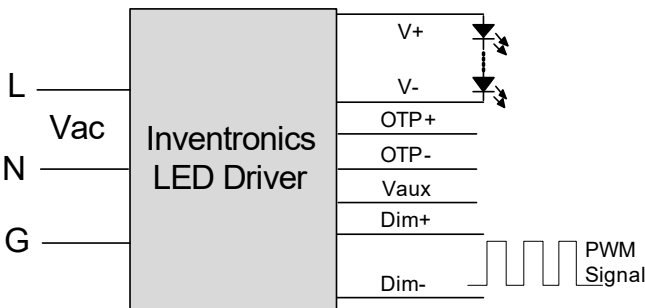 L
Vac
N
G
Inventronics
LED Driver
V+
V-
OTP+
OTP-
Vaux
Dim+
Dim-
PWM
Signal